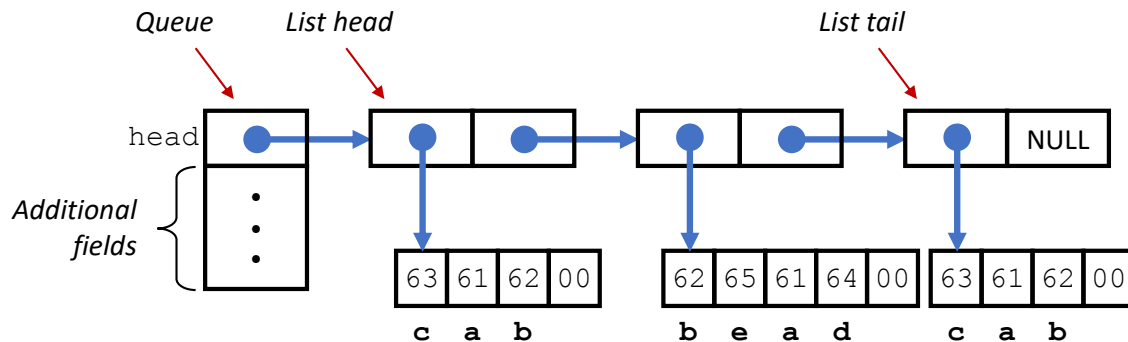 Queue List head List tail
head NULL
Additional
fields
63 61 62 00 62 65 61 64 00 63 61 62 00
c a b b e a d c a b